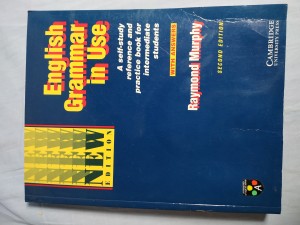 English
Grammar
in Use
A self-study
reference and
practice book for
intermediate
students
WITH ANSWERS
Raymond Murphy
SECOND EDITION
CAMBRIDGE
UNIVERSITY PRESS
NEW
EDITION
A